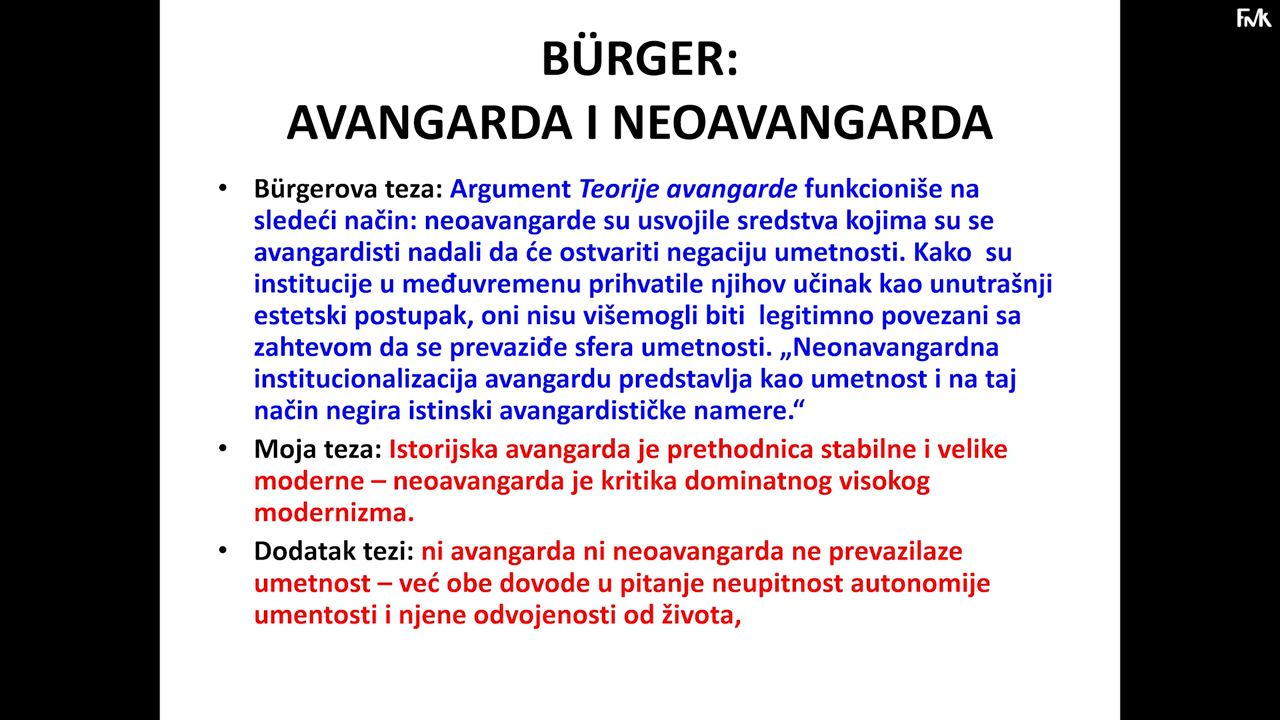 FMk
BÜRGER:
AVANGARDA I NEOAVANGARDA
• Bürgerova teza: Argument Teorije avangarde funkcioniše na
sledeći način: neoavangarde su usvojile sredstva kojima su se
avangardisti nadali da će ostvariti negaciju umetnosti. Kako su
institucije u međuvremenu prihvatile njihov učinak kao unutrašnji
estetski postupak, oni nisu višemogli biti legitimno povezani sa
zahtevom da se prevaziđe sfera umetnosti. „Neonavangardna
institucionalizacija avangardu predstavlja kao umetnost i na taj
način negira istinski avangardističke namere.“
• Moja teza: Istorijska avangarda je prethodnica stabilne i velike
moderne – neoavangarda je kritika dominatnog visokog
modernizma.
• Dodatak tezi: ni avangarda ni neoavangarda ne prevazilaze
umetnost – već obe dovode u pitanje neupitnost autonomije
umentosti i njene odvojenosti od života,